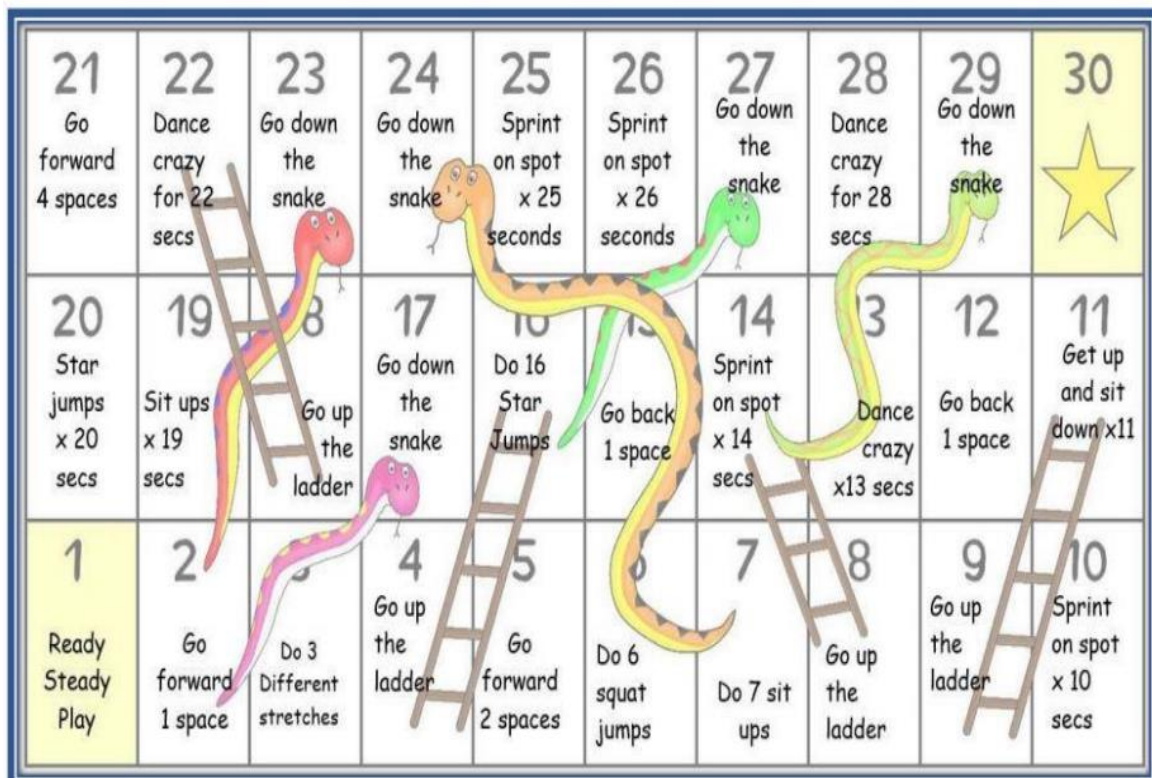 21
Go
forward
4 spaces
22
Dance
crazy
for 22
secs
23
Go down
the
snake
24
Go down
the
snake
25
Sprint
on spot
x 25
seconds
26
Sprint
on spot
x 26
seconds
27
Go down
the
snake
28
Dance
crazy
for 28
secs
29
Go down
the
snake
30
20
Star
jumps
x 20
secs
19
Sit ups
x 19
secs
8
Go up
the
ladder
17
Go down
the
snake
16
Do 16
Star
Jumps
15
Go back
1 space
14
Sprint
on spot
x 14
secs
3
Dance
crazy
x13 secs
12
Go back
1 space
11
Get up
and sit
down x11
1
Ready
Steady
Play
2
Go
forward
1 space
Do 3
Different
stretches
4
Go up
the
ladder
5
Go
forward
2 spaces
6
Do 6
squat
jumps
7
Do 7 sit
ups
8
Go up
the
ladder
9
Go up
the
ladder
10
Sprint
on spot
x 10
secs